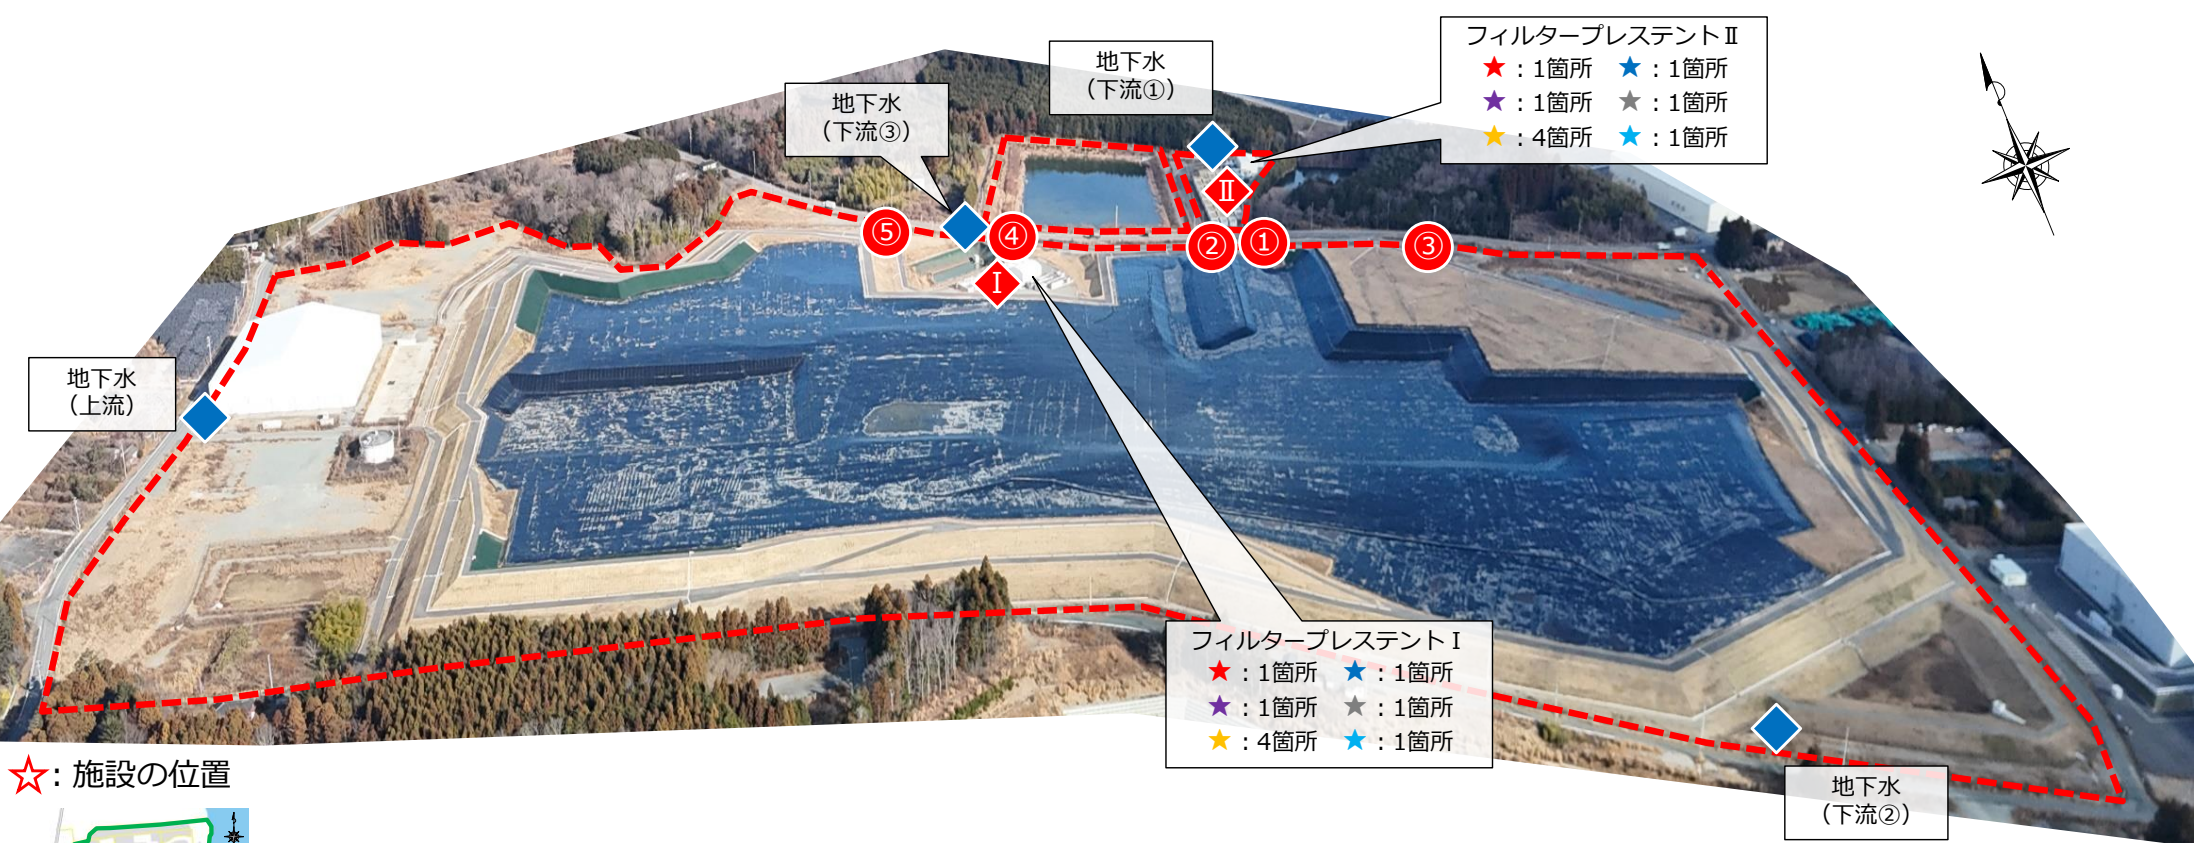 フィルタープレステントⅡ
★：1箇所 ★：1箇所
★：1箇所 ★：1箇所
★：4箇所 ★：1箇所
地下水
（下流①）
地下水
（下流③）
Ⅱ
⑤
④
②
①
③
Ⅰ
地下水
（上流）
フィルタープレステントⅠ
★：1箇所 ★：1箇所
★：1箇所 ★：1箇所
★：4箇所 ★：1箇所
地下水
（下流②）
☆：施設の位置